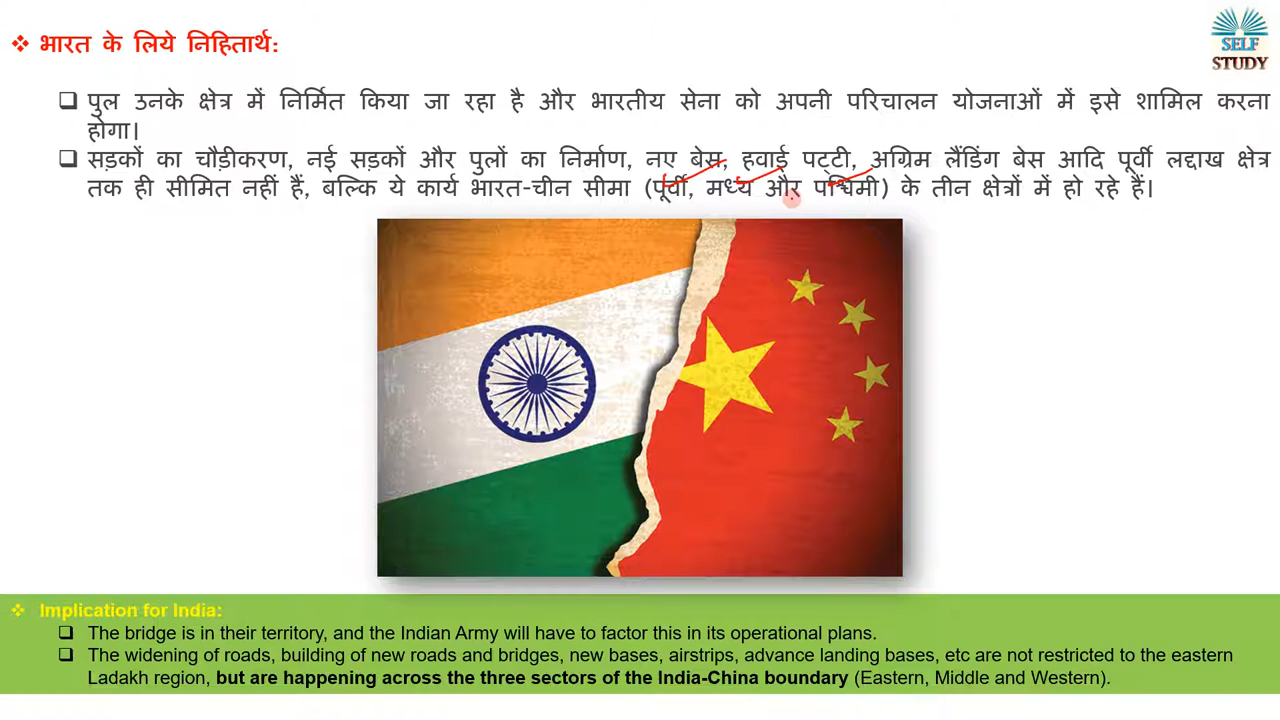 ❖ भारत के लिये निहितार्थ:
SELF
STUDY
❑ पुल उनके क्षेत्र में निर्मित किया जा रहा है और भारतीय सेना को अपनी परिचालन योजनाओं में इसे शामिल करना
होगा।
❑ सड़कों का चौड़ीकरण, नई सड़कों और पुलों का निर्माण, नए बेस, हवाई पट्टी, अग्रिम लैंडिंग बेस आदि पूर्वी लद्दाख क्षेत्र
तक ही सीमित नहीं हैं, बल्कि ये कार्य भारत-चीन सीमा (पूर्वी, मध्य और पश्चिमी) के तीन क्षेत्रों में हो रहे हैं।
❖ Implication for India:
❑ The bridge is in their territory, and the Indian Army will have to factor this in its operational plans.
❑ The widening of roads, building of new roads and bridges, new bases, airstrips, advance landing bases, etc are not restricted to the eastern
Ladakh region, but are happening across the three sectors of the India-China boundary (Eastern, Middle and Western).